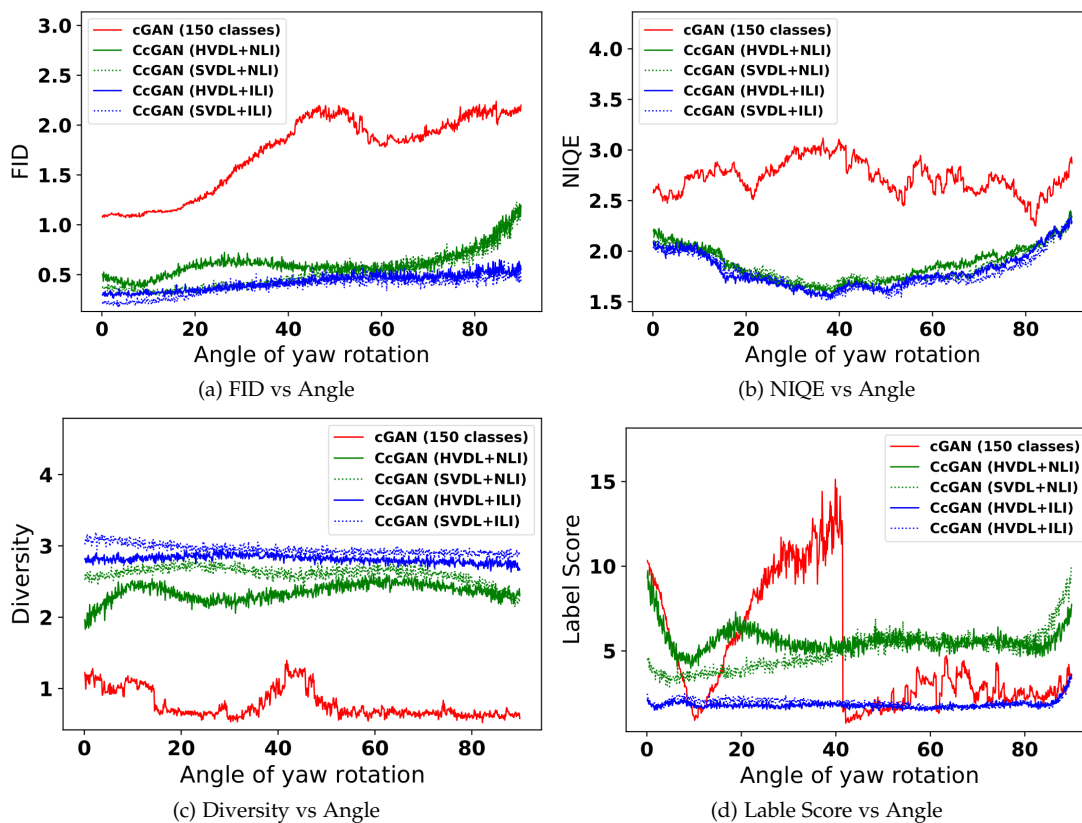 3.0
2.5
2.0
1.5
1.0
0.5
FID
cGAN (150 classes)
CcGAN (HVDL+NLI)
CcGAN (SVDL+NLI)
CcGAN (HVDL+ILI)
CcGAN (SVDL+ILI)
0 20 40 60 80
Angle of yaw rotation
(a) FID vs Angle
4.0
3.5
3.0
2.5
2.0
1.5
NIQE
cGAN (150 classes)
CcGAN (HVDL+NLI)
CcGAN (SVDL+NLI)
CcGAN (HVDL+ILI)
CcGAN (SVDL+ILI)
0 20 40 60 80
Angle of yaw rotation
(b) NIQE vs Angle
4
3
2
1
Diversity
cGAN (150 classes)
CcGAN (HVDL+NLI)
CcGAN (SVDL+NLI)
CcGAN (HVDL+ILI)
CcGAN (SVDL+ILI)
0 20 40 60 80
Angle of yaw rotation
(c) Diversity vs Angle
15
10
5
Label Score
cGAN (150 classes)
CcGAN (HVDL+NLI)
CcGAN (SVDL+NLI)
CcGAN (HVDL+ILI)
CcGAN (HVDL+ILI)
0 20 40 60 80
Angle of yaw rotation
(d) Lable Score vs Angle